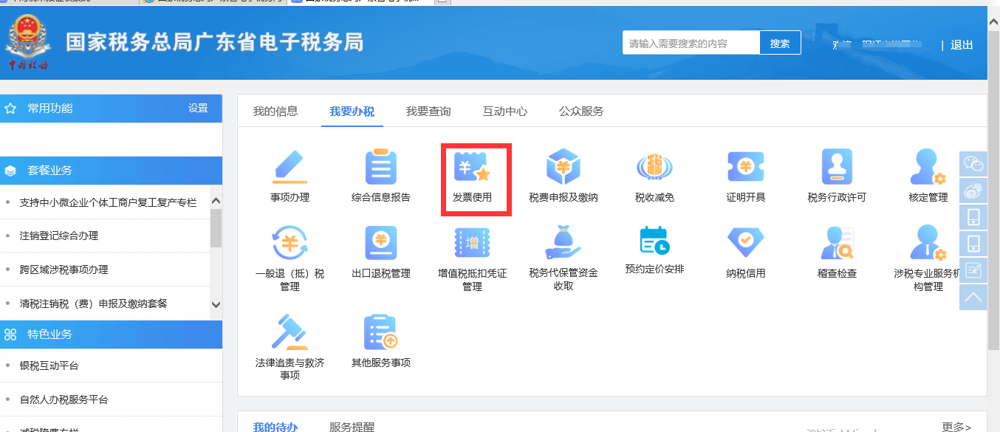 国家税务总局广东省电子税务局
中国税务
请输入需要搜索的内容
搜索
| 退出
常用功能
设置
我的信息
我要办税
我要查询
互动中心
公众服务
套餐业务
支持中小微企业个体工商户复工复产专栏
注销登记综合办理
跨区域涉税事项办理
清税注销税（费）申报及缴纳套餐
特色业务
银税互动平台
自然人办税服务平台
事项办理
综合信息报告
发票使用
税费申报及缴纳
税收减免
证明开具
税务行政许可
核定管理
一般退（抵）税
管理
出口退税管理
增
增值税抵扣凭证
管理
税务代保管资金
收取
预约定价安排
纳税信用
稽查检查
涉税专业服务机
构管理
法律追责与救济
事项
其他服务事项
我的待办
服务提醒
更多>